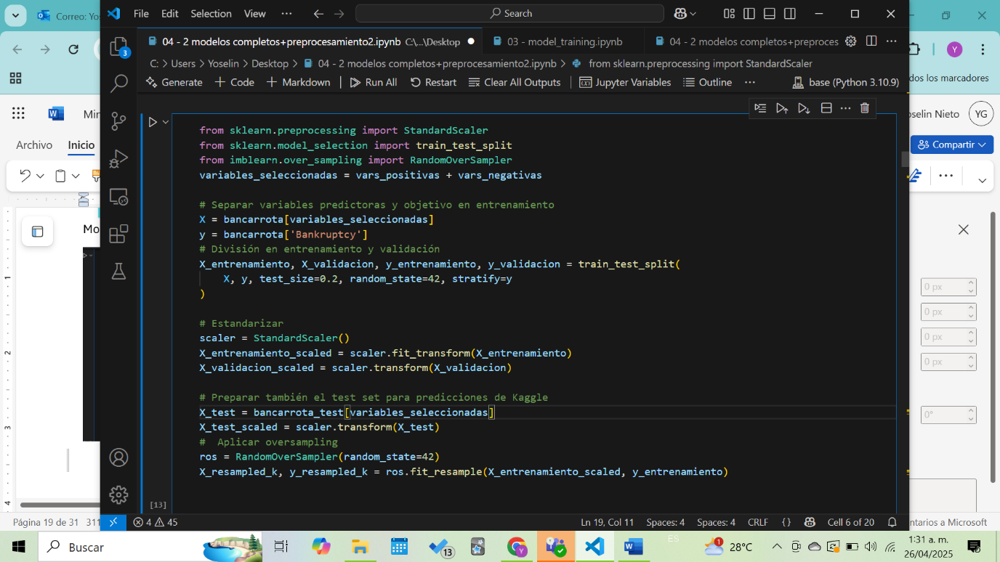 Correo: Yos
File Edit Selection View ··· Search
04 - 2 modelos completos+preprocesamiento2.ipynb C:\...\Desktop 03 - model_training.ipynb 04 - 2 modelos completos+preproces
C: > Users > Yoselin > Desktop > 04 - 2 modelos completos+preprocesamiento2.ipynb > from sklearn.preprocessing import StandardScaler
Generate + Code + Markdown Run All Restart Clear All Outputs Jupyter Variables Outline ··· base (Python 3.10.9)
from sklearn.preprocessing import StandardScaler
from sklearn.model_selection import train_test_split
from imblearn.over_sampling import RandomOverSampler
variables_seleccionadas = vars_positivas + vars_negativas
# Separar variables predictoras y objetivo en entrenamiento
X = bancarrota[variables_seleccionadas]
y = bancarrota['Bankruptcy']
# División en entrenamiento y validación
X_entrenamiento, X_validacion, y_entrenamiento, y_validacion = train_test_split(
X, y, test_size=0.2, random_state=42, stratify=y
)
# Estandarizar
scaler = StandardScaler()
X_entrenamiento_scaled = scaler.fit_transform(X_entrenamiento)
X_validacion_scaled = scaler.transform(X_validacion)
# Preparar también el test set para predicciones de Kaggle
X_test = bancarrota_test[variables_seleccionadas]
X_test_scaled = scaler.transform(X_test)
#  Aplicar oversampling
ros = RandomOverSampler(random_state=42)
X_resampled_k, y_resampled_k = ros.fit_resample(X_entrenamiento_scaled, y_entrenamiento)
[13]
3
4 45 Ln 19, Col 11 Spaces: 4 Spaces: 4 CRLF {} Cell 6 of 20
Y
dos los marcadores
Min
oselin Nieto YG
Archivo Inicio
Compartir
Mo
1
2
3
4
0 px
0 px
0 px
0 px
0°
Página 19 de 31 311
ntarios a Microsoft
Buscar
13
Y
ES
1
28°C
1:31 a. m.
26/04/2025